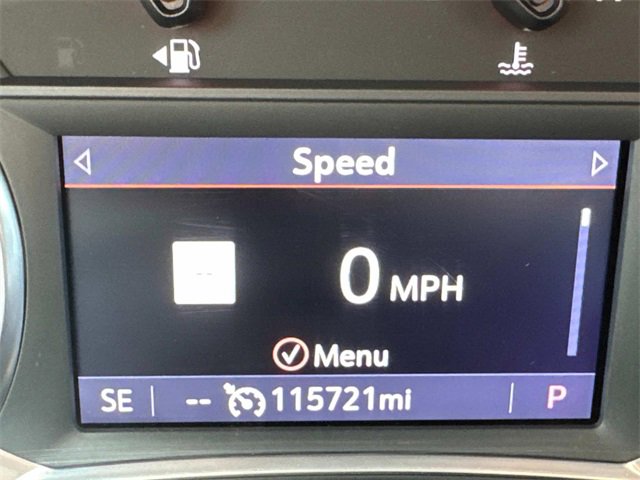 Speed
--
0 MPH
Menu
SE -- 115721mi P